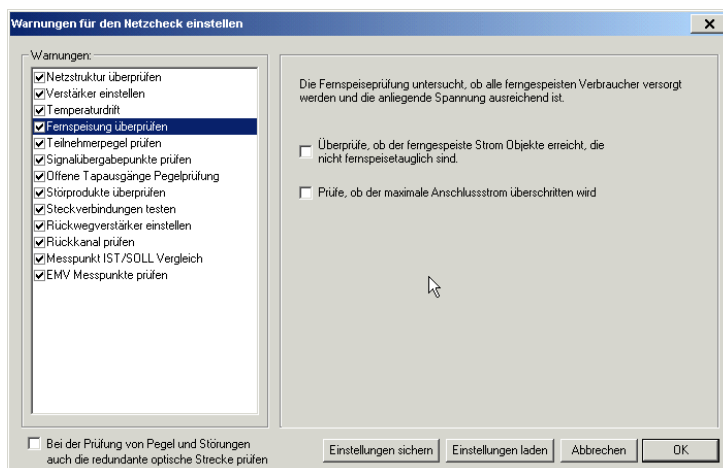 Warnungen für den Netzcheck einstellen
Warnungen:
Netzstruktur überprüfen
Verstärker einstellen
Temperaturdrift
Fernspeisung überprüfen
Teilnehmerpegel prüfen
Signalübergabepunkte prüfen
Offene Tapausgänge Pegelprüfung
Störprodukte überprüfen
Steckverbindungen testen
Rückwegverstärker einstellen
Rückkanal prüfen
Messpunkt IST/SOLL Vergleich
EMV Messpunkte prüfen
Die Fernspeiseprüfung untersucht, ob alle ferngespeisten Verbraucher versorgt
werden und die anliegende Spannung ausreichend ist.
Überprüfe, ob der ferngespeiste Strom Objekte erreicht, die
nicht fernspeisetauglich sind.
Prüfe, ob der maximale Anschlussstrom überschritten wird
Bei der Prüfung von Pegel und Störungen
auch die redundante optische Strecke prüfen
Einstellungen sichern
Einstellungen laden
Abbrechen
OK